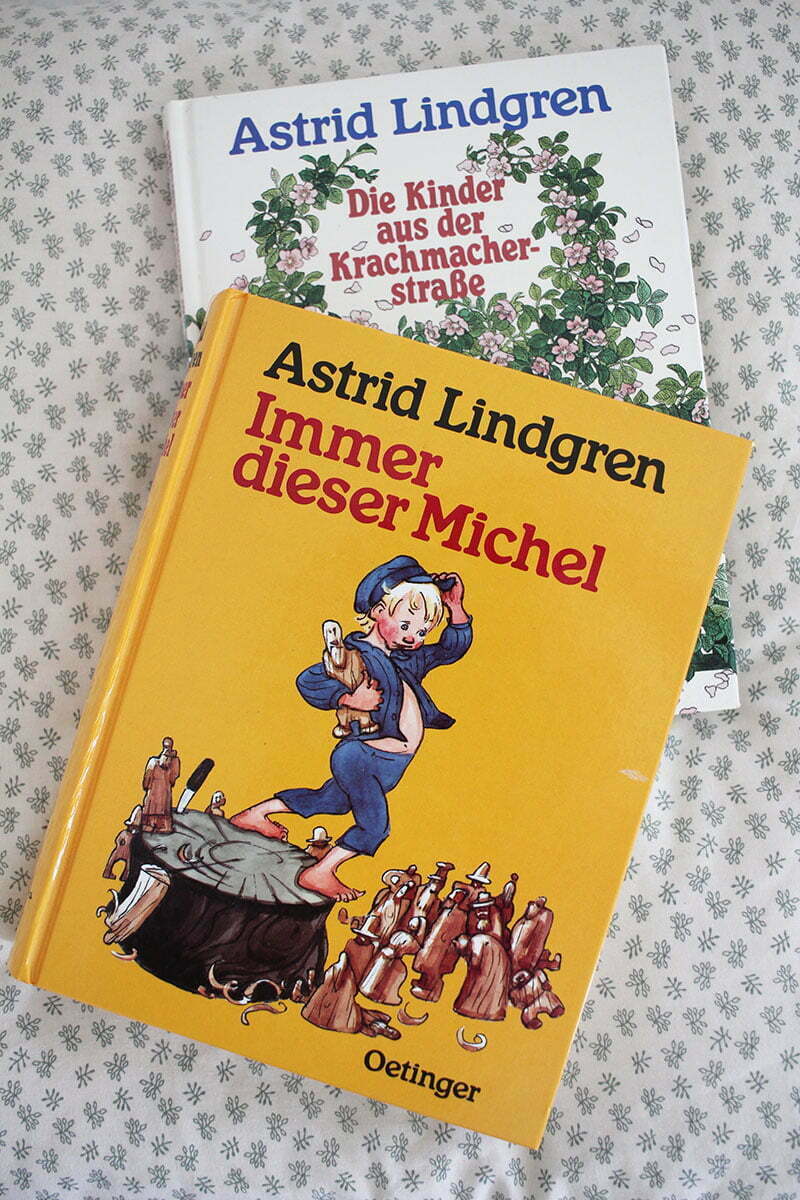 Astrid Lindgren
Die Kinder
aus der
Krachmacher-
straße
Astrid Lindgren
Immer
dieser Michel
Oetinger